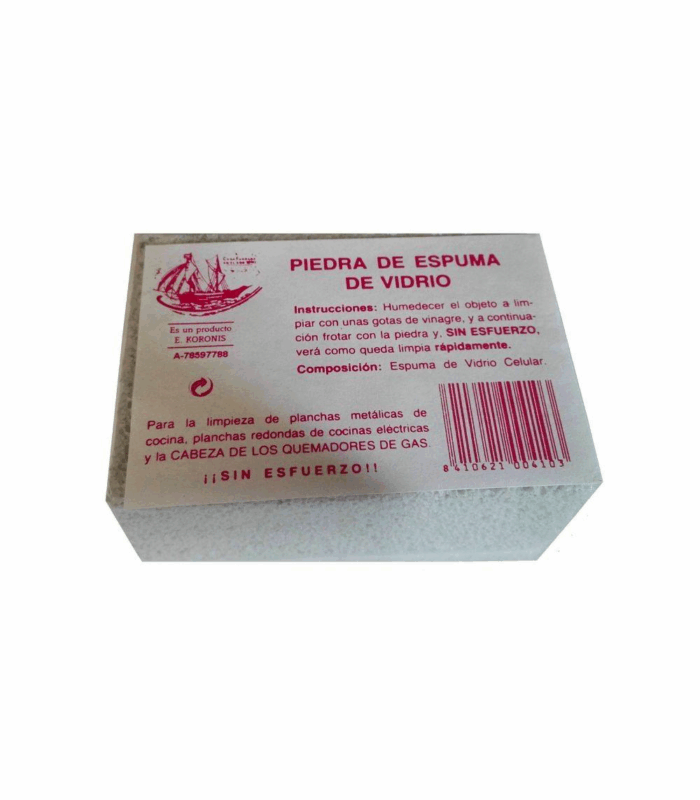 PIEDRA DE ESPUMA
DE VIDRIO
Instrucciones: Humedecer el objeto a lim-
piar con unas gotas de vinagre, y a continua-
ción frotar con la piedra y, SIN ESFUERZO,
verá como queda limpia rápidamente.
Composición: Espuma de Vidrio Celular.
Es un producto
E. KORONIS
A-78597788
Para la limpieza de planchas metálicas de
cocina, planchas redondas de cocinas eléctricas
y la CABEZA DE LOS QUEMADORES DE GAS.
¡¡SIN ESFUERZO!!
8 410621 004103